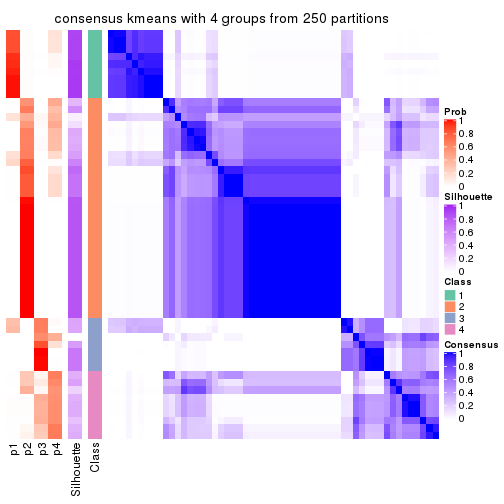 consensus kmeans with 4 groups from 250 partitions
Prob
1
0.8
0.6
0.4
0.2
0
Silhouette
1
0.8
0.6
0.4
0.2
0
Class
1
2
3
4
Consensus
1
0.8
0.6
0.4
0.2
0
p1
p2
p3
p4
Silhouette
Class